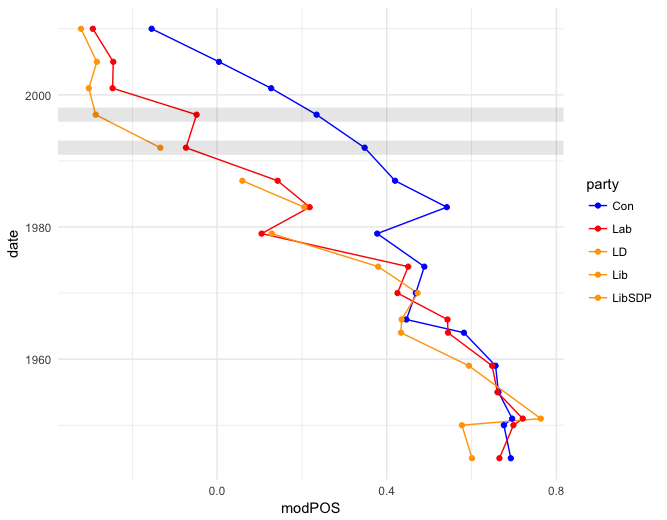 2000
1980
1960
date
0.0
0.4
0.8
modPOS
party
Con
Lab
LD
Lib
LibSDP